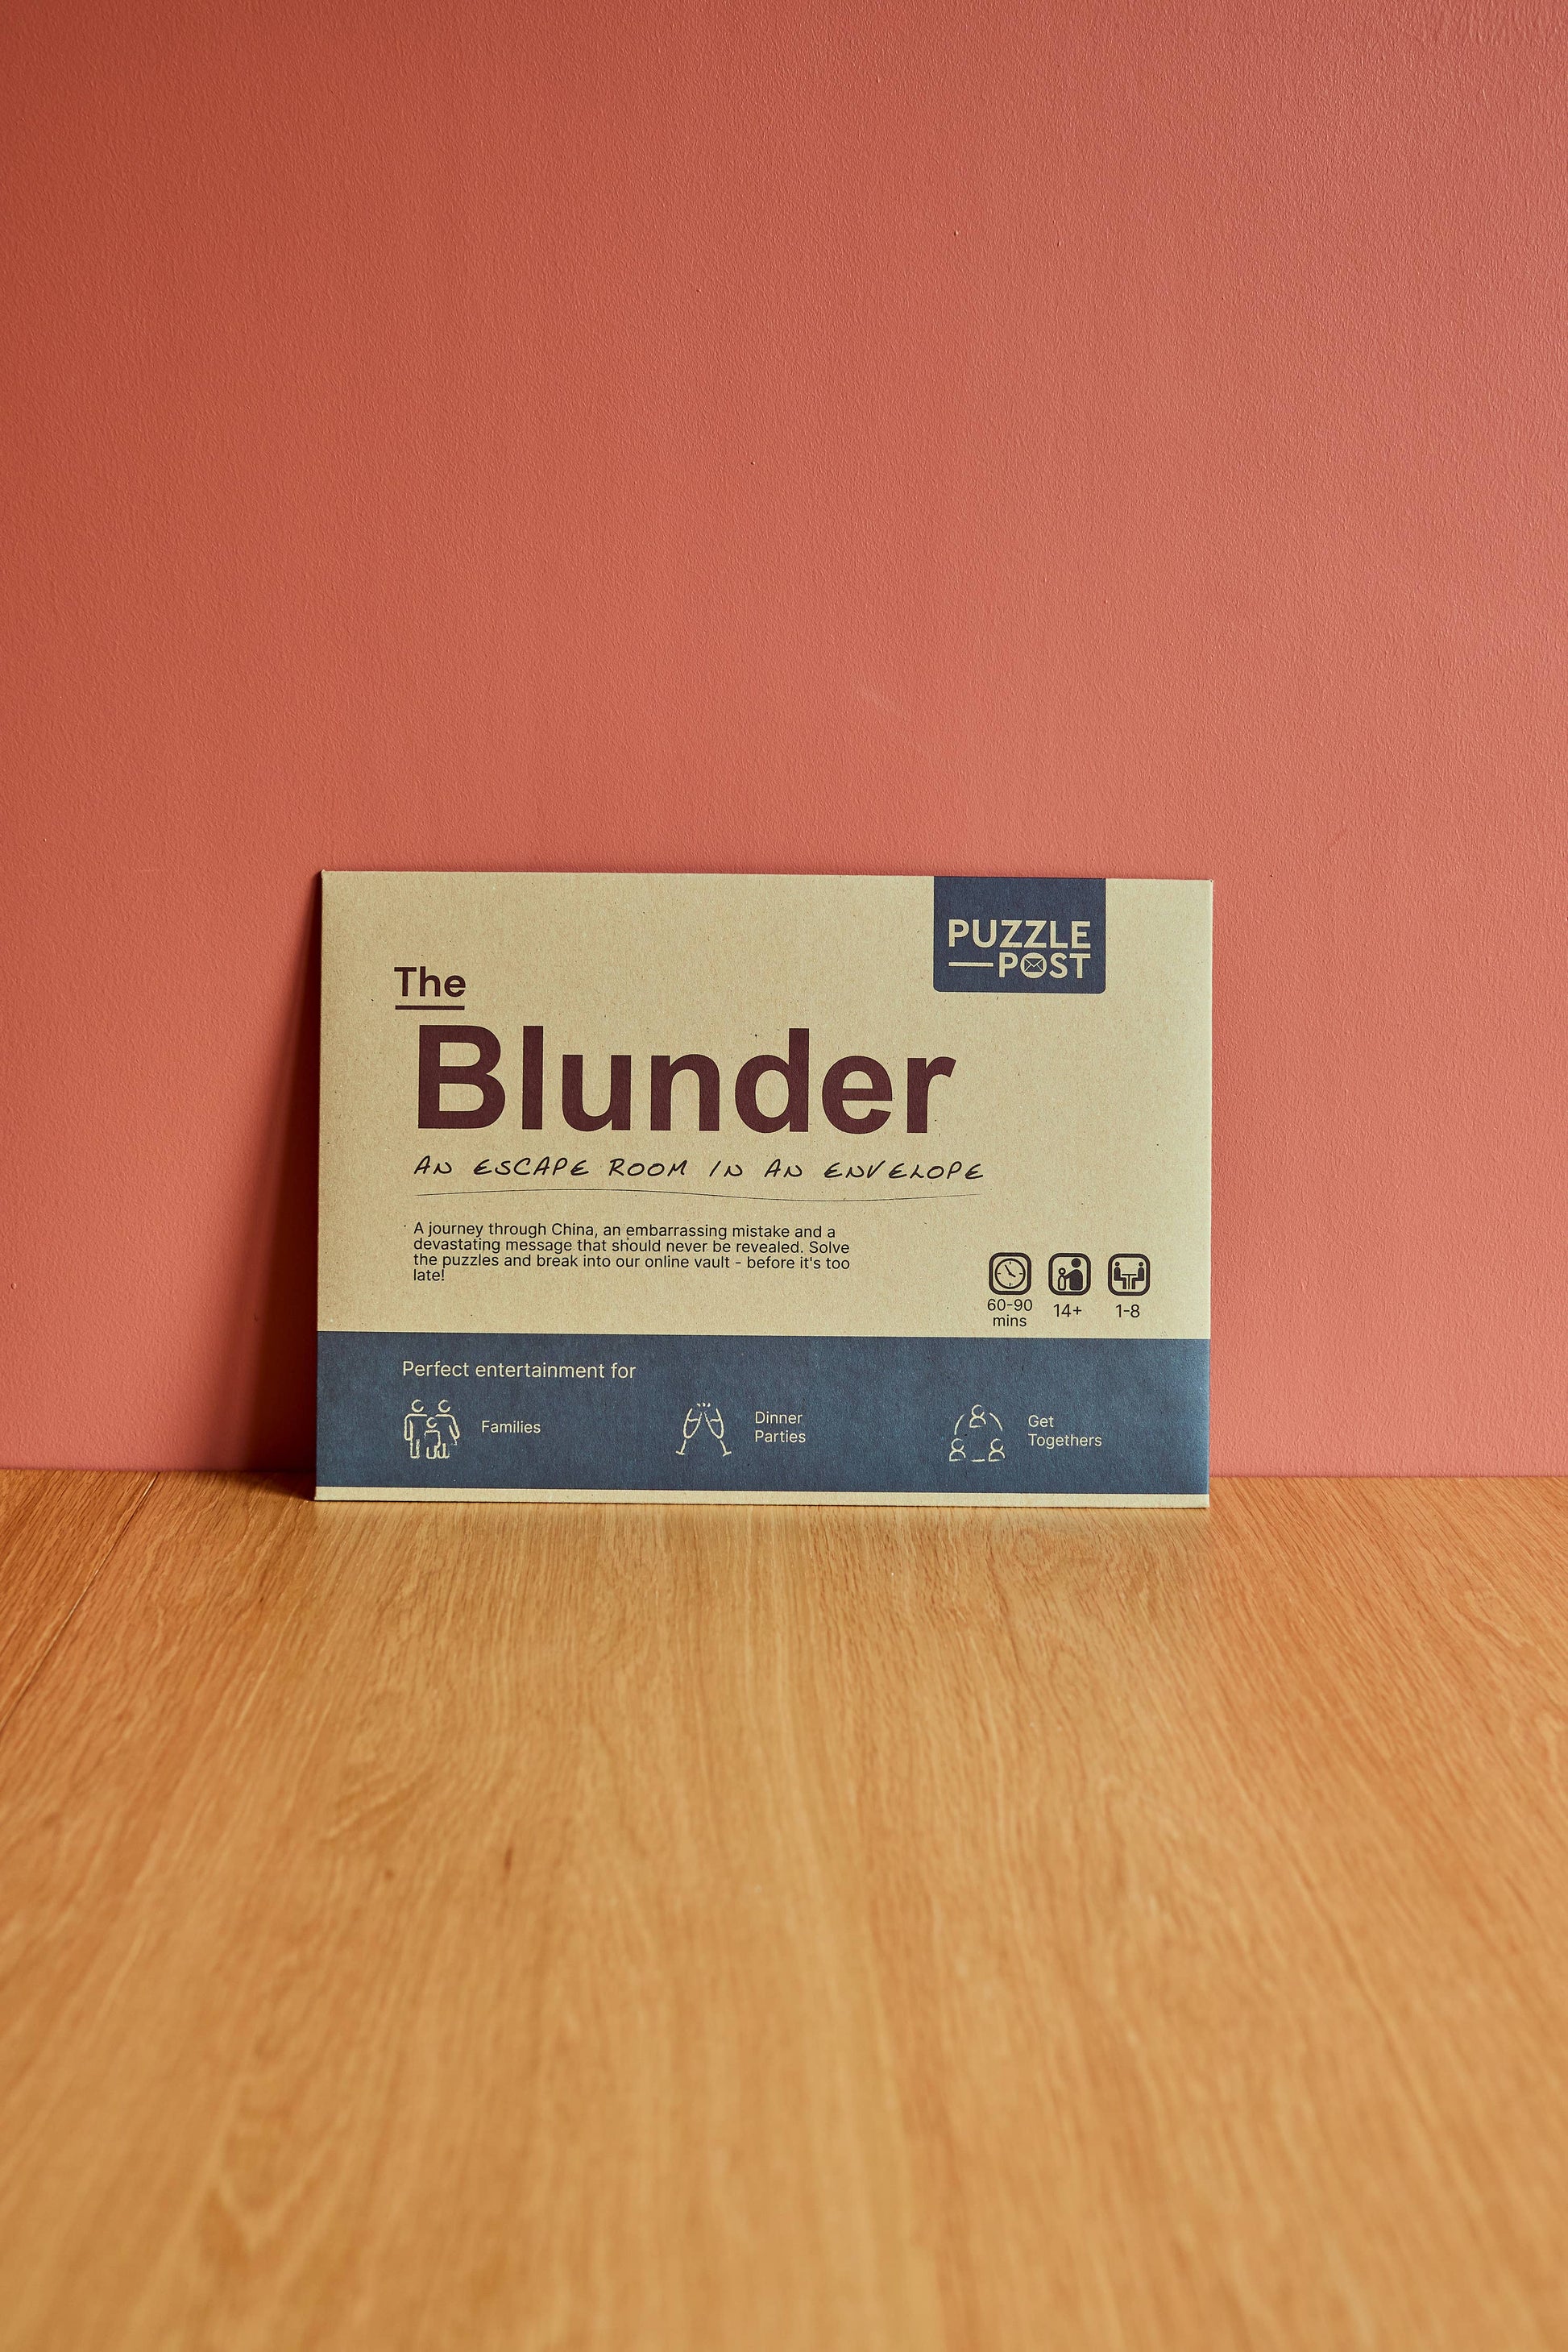 PUZZLE
POST
The
Blunder
AN ESCAPE ROOM IN AN ENVELOPE
A journey through China, an embarrassing mistake and a
devastating message that should never be revealed. Solve
the puzzles and break into our online vault - before it's too
late!
60-90
mins
14+
1-8
Perfect entertainment for
Families
Dinner
Parties
Get
Togethers